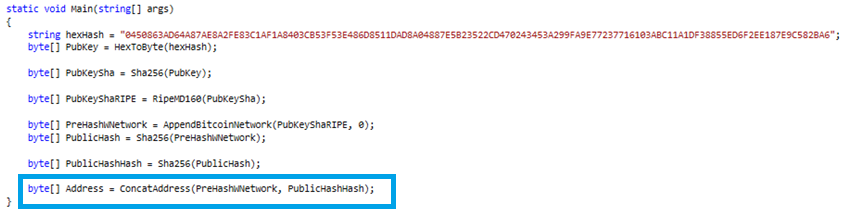 static void Main(string[] args)
{
string hexHash = "0450863AD64A87AE8A2FE83C1AF1A8403CB53F53E486D8511DAD8A04887E5B23522CD470243453A299FA9E77237716103ABC11A1DF38855ED6F2EE187E9C582BA6";
byte[] PubKey = HexToByte(hexHash);
byte[] PubKeySha = Sha256(PubKey);
byte[] PubKeyShaRIPE = RipeMD160(PubKeySha);
byte[] PreHashWNetwork = AppendBitcoinNetwork(PubKeyShaRIPE, 0);
byte[] PublicHash = Sha256(PreHashWNetwork);
byte[] PublicHashHash = Sha256(PublicHash);
byte[] Address = ConcatAddress(PreHashWNetwork, PublicHashHash);
}